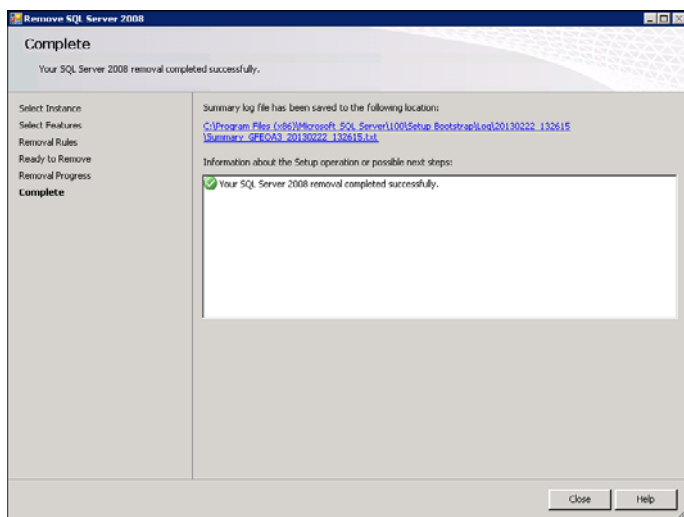 Remove SQL Server 2008
Complete
Your SQL Server 2008 removal completed successfully.
Select Instance
Select Features
Removal Rules
Ready to Remove
Removal Progress
Complete
Summary log file has been saved to the following location:
C:\Program Files (x86)\Microsoft SQL Server\100\Setup Bootstrap\Log\20130222_132615
\Summary_GFEOA3_20130222_132615.txt
Information about the Setup operation or possible next steps:
Your SQL Server 2008 removal completed successfully.
Close
Help